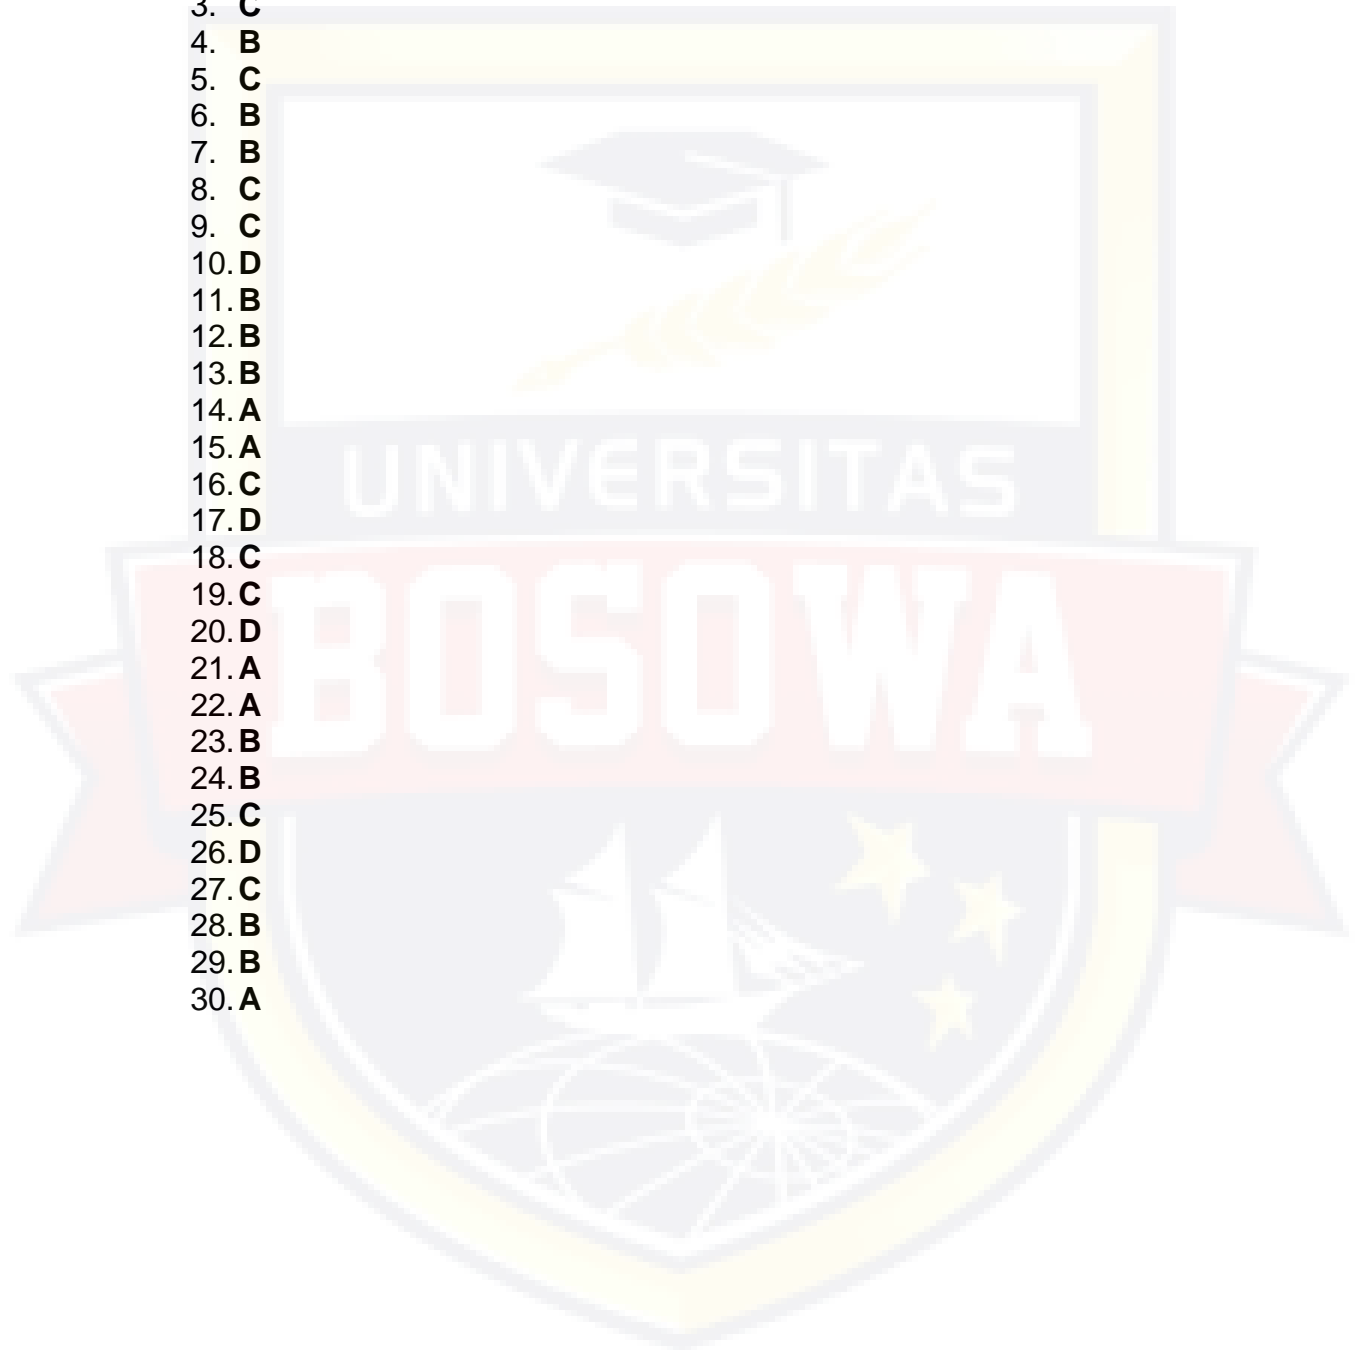 3. C
4. B
5. C
6. B
7. B
8. C
9. C
10. D
11. B
12. B
13. B
14. A
15. A
16. C
17. D
18. C
19. C
20. D
21. A
22. A
23. B
24. B
25. C
26. D
27. C
28. B
29. B
30. A
UNIVERSITAS
BOSOWA